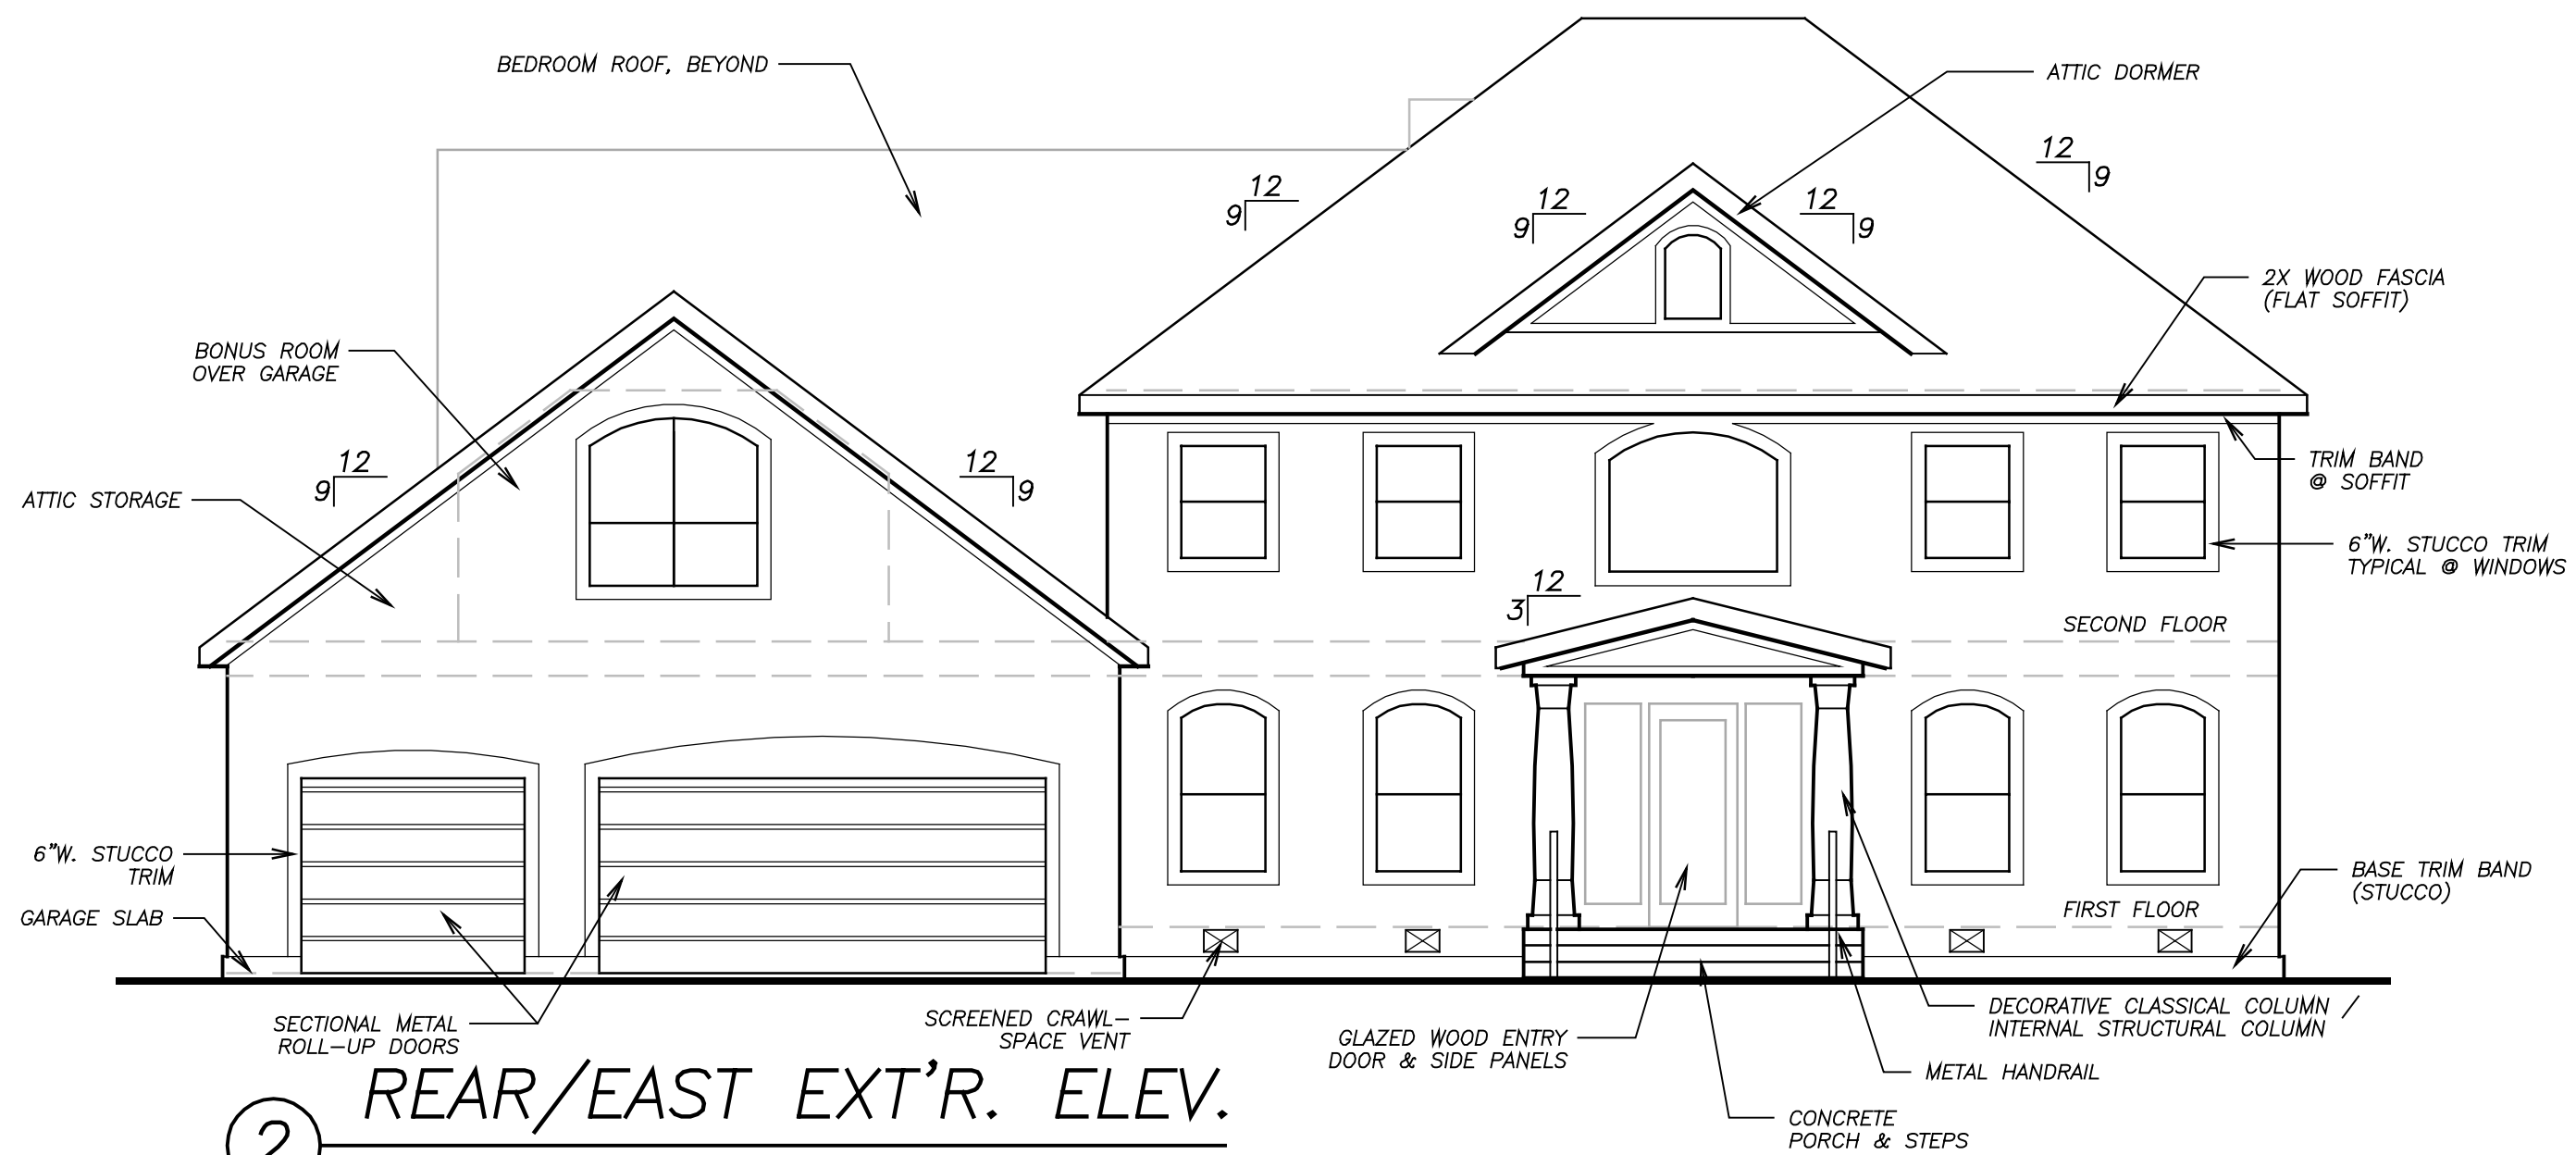 BEDROOM ROOF, BEYOND
ATTIC DORMER
12
9
12
9
12
9
12
9
2X WOOD FASCIA
(FLAT SOFFIT)
BONUS ROOM
OVER GARAGE
12
9
12
9
ATTIC STORAGE
TRIM BAND
@ SOFFIT
6"W. STUCCO TRIM
TYPICAL @ WINDOWS
12
3
SECOND FLOOR
6"W. STUCCO
TRIM
BASE TRIM BAND
(STUCCO)
GARAGE SLAB
FIRST FLOOR
SECTIONAL METAL
ROLL-UP DOORS
SCREENED CRAWL-
SPACE VENT
GLAZED WOOD ENTRY
DOOR & SIDE PANELS
DECORATIVE CLASSICAL COLUMN /
INTERNAL STRUCTURAL COLUMN
METAL HANDRAIL
CONCRETE
PORCH & STEPS
REAR/EAST EXT'R. ELEV.
2